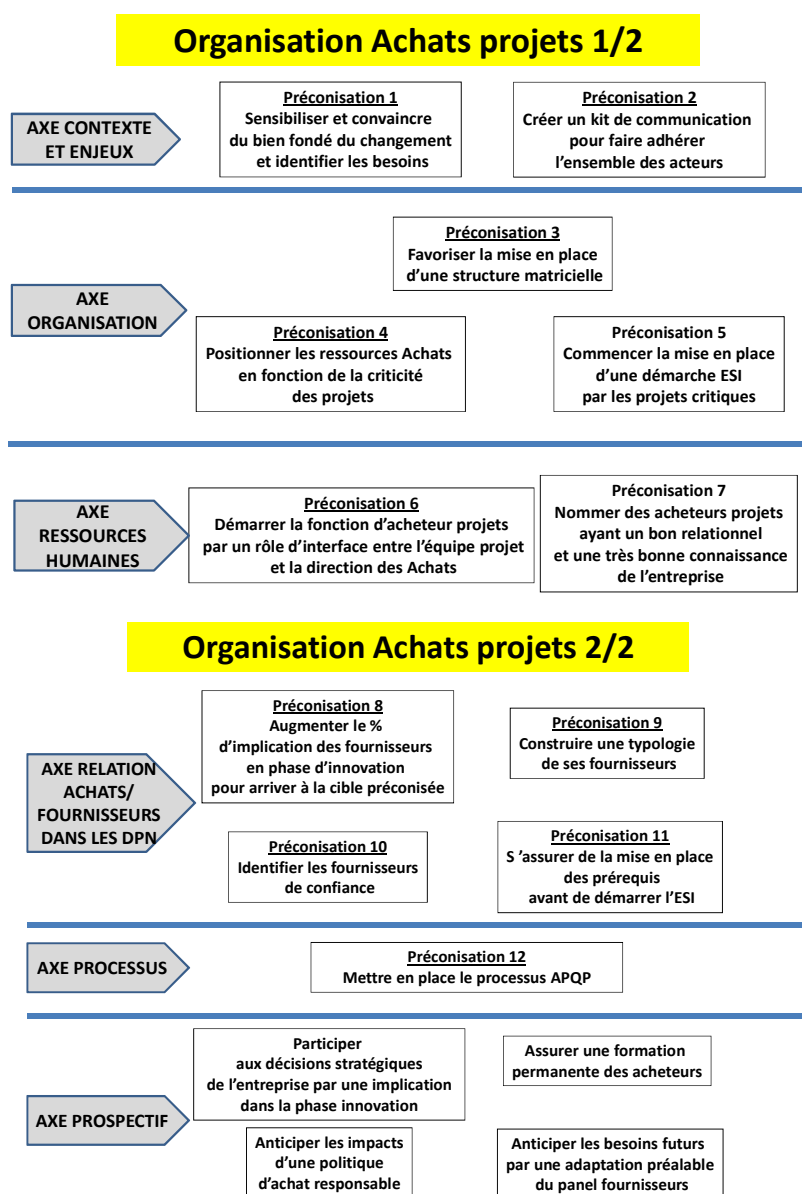 Organisation Achats projets 1/2
AXE CONTEXTE
ET ENJEUX
Préconisation 1
Sensibiliser et convaincre
du bien fondé du changement
et identifier les besoins
Préconisation 2
Créer un kit de communication
pour faire adhérer
l’ensemble des acteurs
AXE
ORGANISATION
Préconisation 3
Favoriser la mise en place
d’une structure matricielle
Préconisation 4
Positionner les ressources Achats
en fonction de la criticité
des projets
Préconisation 5
Commencer la mise en place
d’une démarche ESI
par les projets critiques
AXE
RESSOURCES
HUMAINES
Préconisation 6
Démarrer la fonction d’acheteur projets
par un rôle d’interface entre l’équipe projet
et la direction des Achats
Préconisation 7
Nommer des acheteurs projets
ayant un bon relationnel
et une très bonne connaissance
de l’entreprise
Organisation Achats projets 2/2
AXE RELATION
ACHATS/
FOURNISSEURS
DANS LES DPN
Préconisation 8
Augmenter le %
d’implication des fournisseurs
en phase d’innovation
pour arriver à la cible préconisée
Préconisation 9
Construire une typologie
de ses fournisseurs
Préconisation 10
Identifier les fournisseurs
de confiance
Préconisation 11
S ’assurer de la mise en place
des prérequis
avant de démarrer l’ESI
AXE PROCESSUS
Préconisation 12
Mettre en place le processus APQP
AXE PROSPECTIF
Participer
aux décisions stratégiques
de l’entreprise par une implication
dans la phase innovation
Assurer une formation
permanente des acheteurs
Anticiper les impacts
d’une politique
d’achat responsable
Anticiper les besoins futurs
par une adaptation préalable
du panel fournisseurs